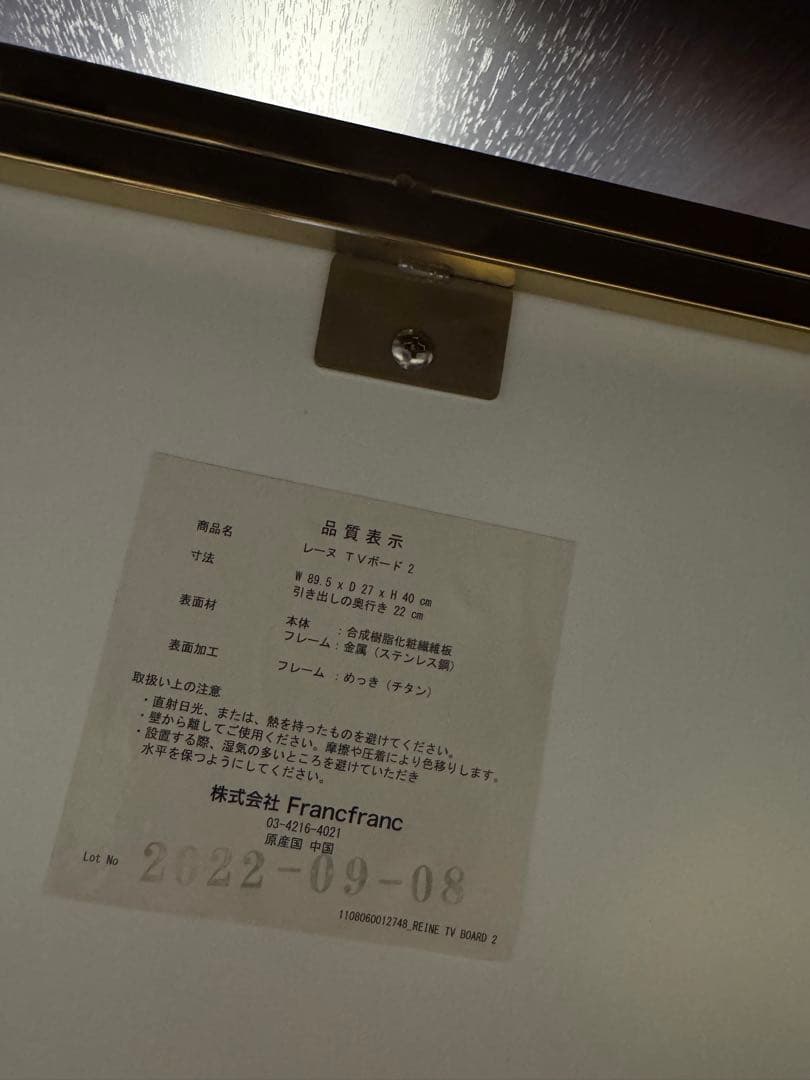 品質表示
商品名 レーヌ TVボード2
寸法 W 89.5 x D 27 x H 40 cm
引き出しの奥行き 22 cm
表面材 本体 :合成樹脂化粧繊維板
フレーム:金属(ステンレス鋼)
表面加工 フレーム :めっき(チタン)
取扱い上の注意
・直射日光、または、熱を持ったものを避けてください。
・壁から離してご使用ください。摩擦や圧着により色移りします。
・設置する際、湿気の多いところを避けていただき
水平を保つようにしてください。
株式会社 Francfranc
03-4216-4021
原産国 中国
Lot No 2022-09-08
1108060012748_REINE TV BOARD 2